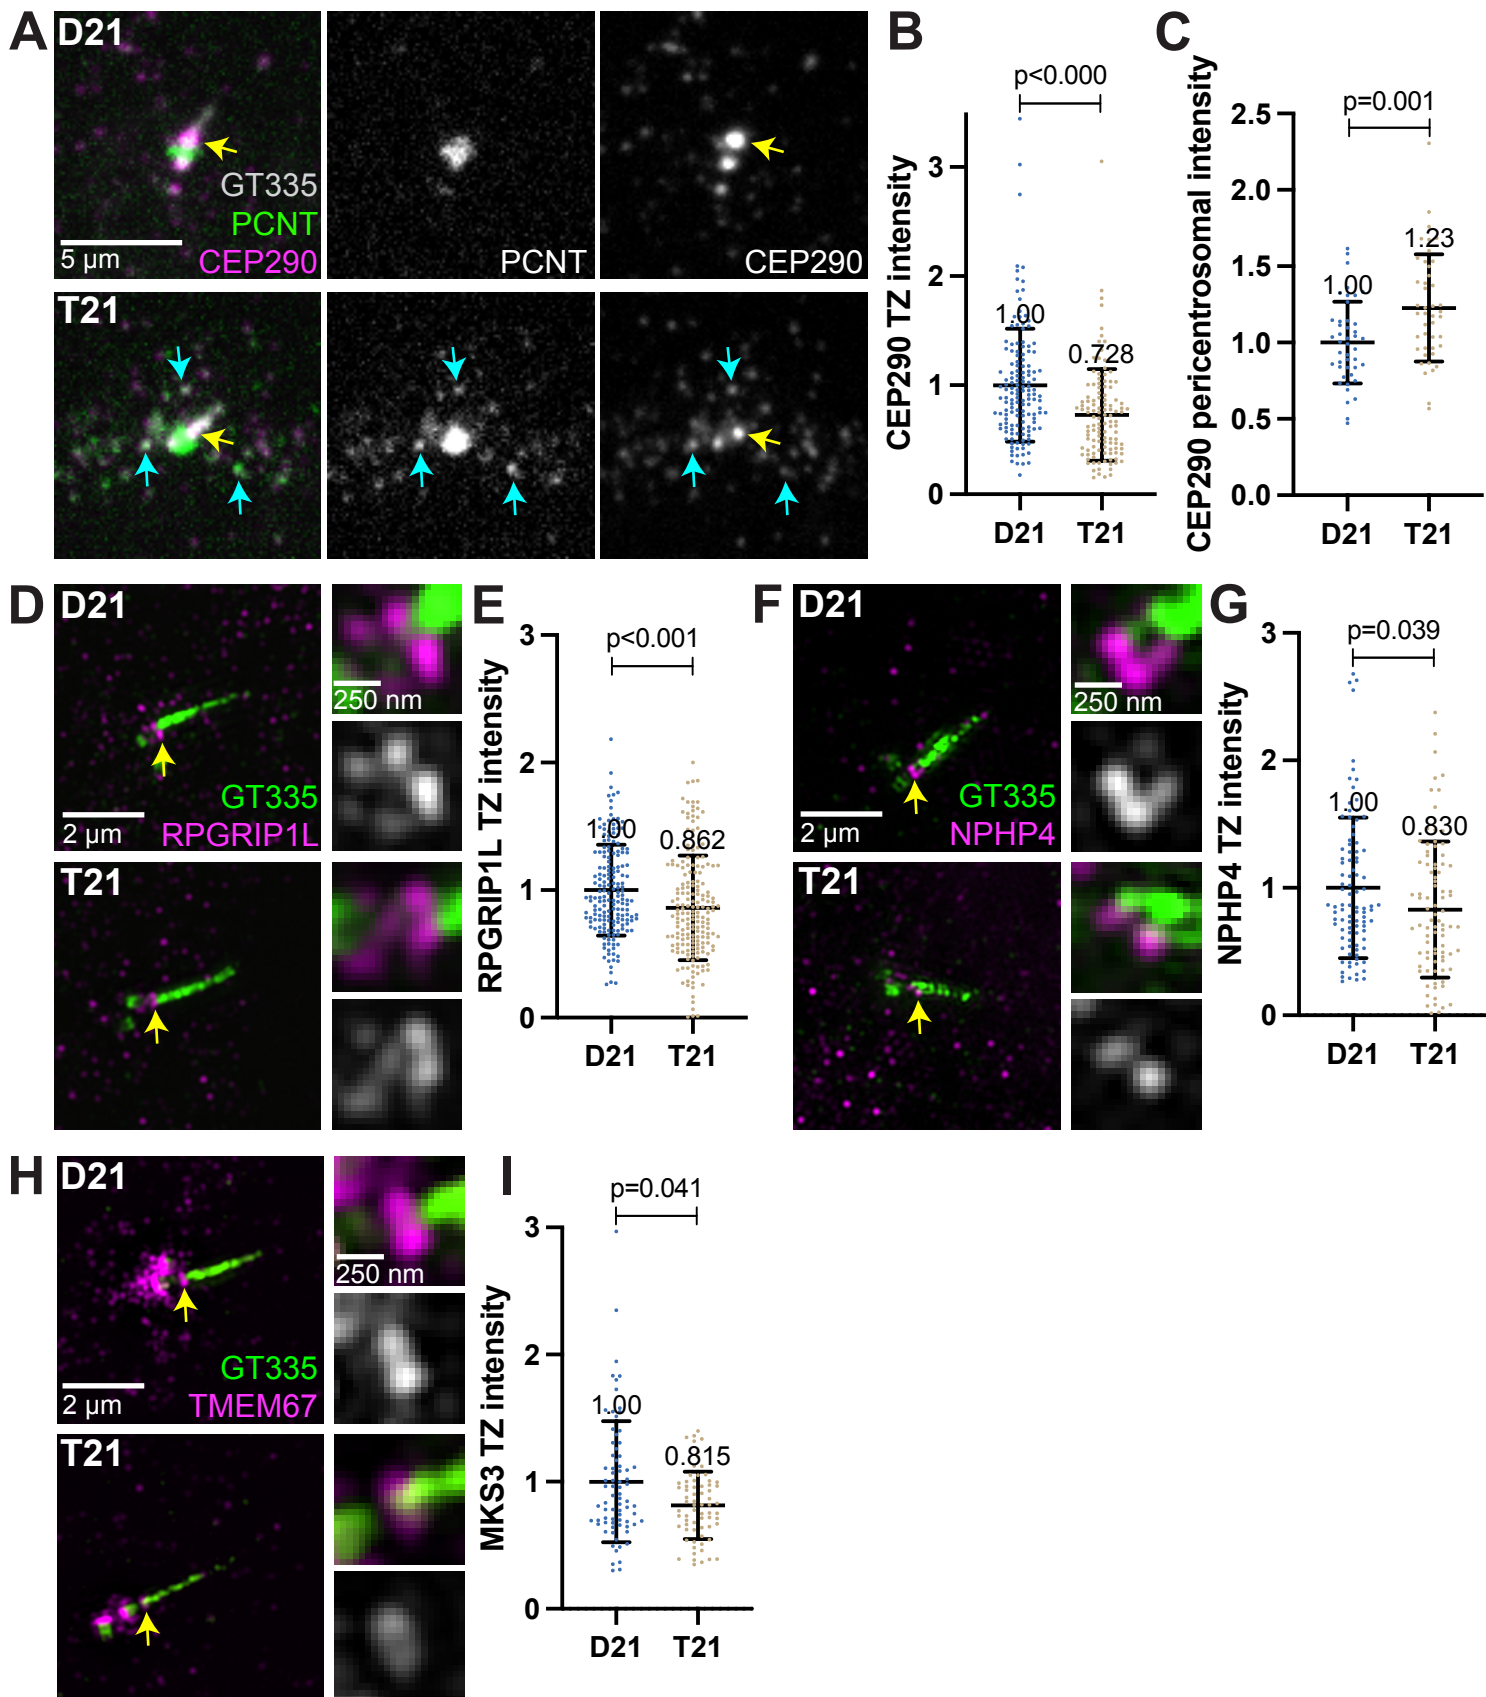 A
D21
GT335
PCNT
CEP290
5 µm
PCNT
CEP290
T21
B
p<0.000
CEP290 TZ intensity
3
2
1
0
1.00
0.728
D21
T21
C
p=0.001
CEP290 pericentrosomal intensity
2.5
2.0
1.5
1.0
0.5
0.0
1.00
1.23
D21
T21
D
D21
GT335
RPGRIP1L
2 µm
250 nm
T21
E
p<0.001
RPGRIP1L TZ intensity
3
2
1
0
1.00
0.862
D21
T21
F
D21
GT335
NPHP4
2 µm
250 nm
T21
G
p=0.039
NPHP4 TZ intensity
3
2
1
0
1.00
0.830
D21
T21
H
D21
GT335
TMEM67
2 µm
250 nm
T21
I
p=0.041
MKS3 TZ intensity
3
2
1
0
1.00
0.815
D21
T21